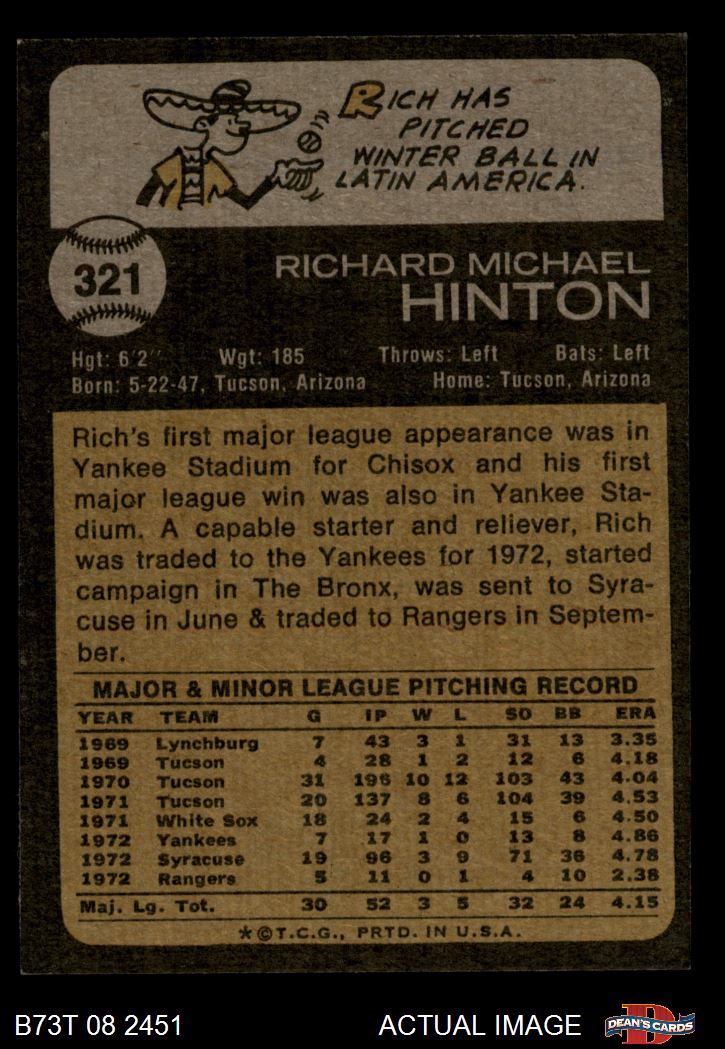 RICH HAS
PITCHED
WINTER BALL IN
LATIN AMERICA.
321
RICHARD MICHAEL
HINTON
Hgt: 6'2" Wgt: 185 Throws: Left Bats: Left
Born: 5-22-47, Tucson, Arizona Home: Tucson, Arizona
Rich's first major league appearance was in
Yankee Stadium for Chisox and his first
major league win was also in Yankee Sta-
dium. A capable starter and reliever, Rich
was traded to the Yankees for 1972, started
campaign in The Bronx, was sent to Syra-
cuse in June & traded to Rangers in Septem-
ber.
MAJOR & MINOR LEAGUE PITCHING RECORD
YEAR TEAM G IP W L SO BB ERA
1969 Lynchburg 7 43 3 1 31 13 3.35
1969 Tucson 4 28 1 2 12 6 4.18
1970 Tucson 31 196 10 12 103 43 4.04
1971 Tucson 20 137 8 6 104 39 4.53
1971 White Sox 18 24 2 4 15 6 4.50
1972 Yankees 7 17 1 0 13 8 4.86
1972 Syracuse 19 96 3 9 71 36 4.78
1972 Rangers 5 11 0 1 4 10 2.38
Maj. Lg. Tot. 30 52 3 5 32 24 4.15
*©T.C.G., PRTD. IN U.S.A.
B73T 08 2451 ACTUAL IMAGE
DEAN'S CARDS